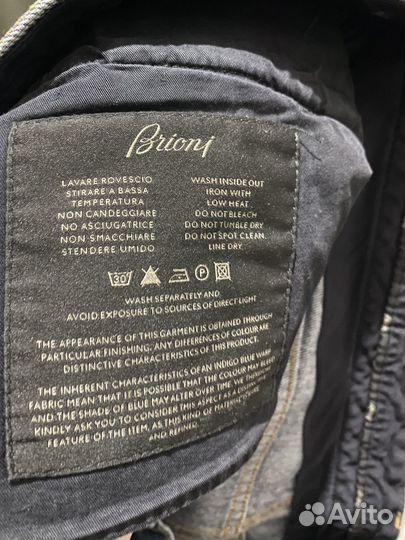 Brioni
LAVARE ROVESCIO WASH INSIDE OUT
STIRARE A BASSA IRON WITH
TEMPERATURA LOW HEAT
NON CANDEGGIARE DO NOT BLEACH
NO ASCIUGATRICE DO NOT TUMBLE DRY
NON SMACCHIARE DO NOT SPOT CLEAN
STENDERE UMIDO LINE DRY
30 P
WASH SEPARATELY AND
AVOID EXPOSURE TO SOURCES OF DIRECT LIGHT
THE APPEARANCE OF THIS GARMENT IS OBTAINED THROUGH
PARTICULAR FINISHING, ANY DIFFERENCES OF COLOUR ARE
DISTINCTIVE CHARACTERISTICS OF THIS PRODUCT.
THE INHERENT CHARACTERISTICS OF AN INDIGO BLUE WARP
FABRIC MEAN THAT IT IS POSSIBLE THAT THE COLOUR MAY BLEED
AND THE SHADE OF BLUE MAY ALTER OVER TIME. WE THEREFORE
KINDLY ASK YOU TO CONSIDER THIS ASPECT AS A
FEATURE OF THE ITEM, AS THIS KIND OF MATERIAL IS
AND REFINED.
Avito